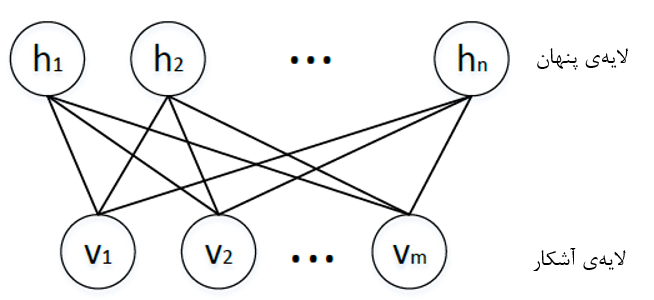 h1 h2 ... hn لایه‌ی پنهان
v1 v2 ... vm لایه‌ی آشکار